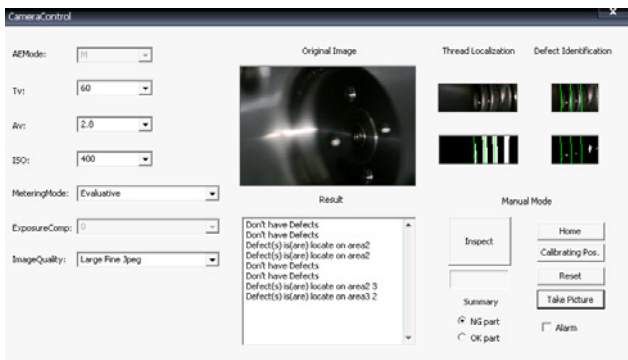 CameraControl
AEMode:
M
Tv:
60
Av:
2.8
ISO:
400
MeteringMode:
Evaluative
ExposureComp:
0
ImageQuality:
Large Fine Jpeg
Original Image
Thread Localization
Defect Identification
Result
Don't have Defects
Don't have Defects
Defect(s) is(are) locate on area2
Defect(s) is(are) locate on area2
Don't have Defects
Don't have Defects
Defect(s) is(are) locate on area2 3
Defect(s) is(are) locate on area3 2
Manual Mode
Inspect
Summary
NG part
OK part
Home
Calibrating Pos.
Reset
Take Picture
Alarm